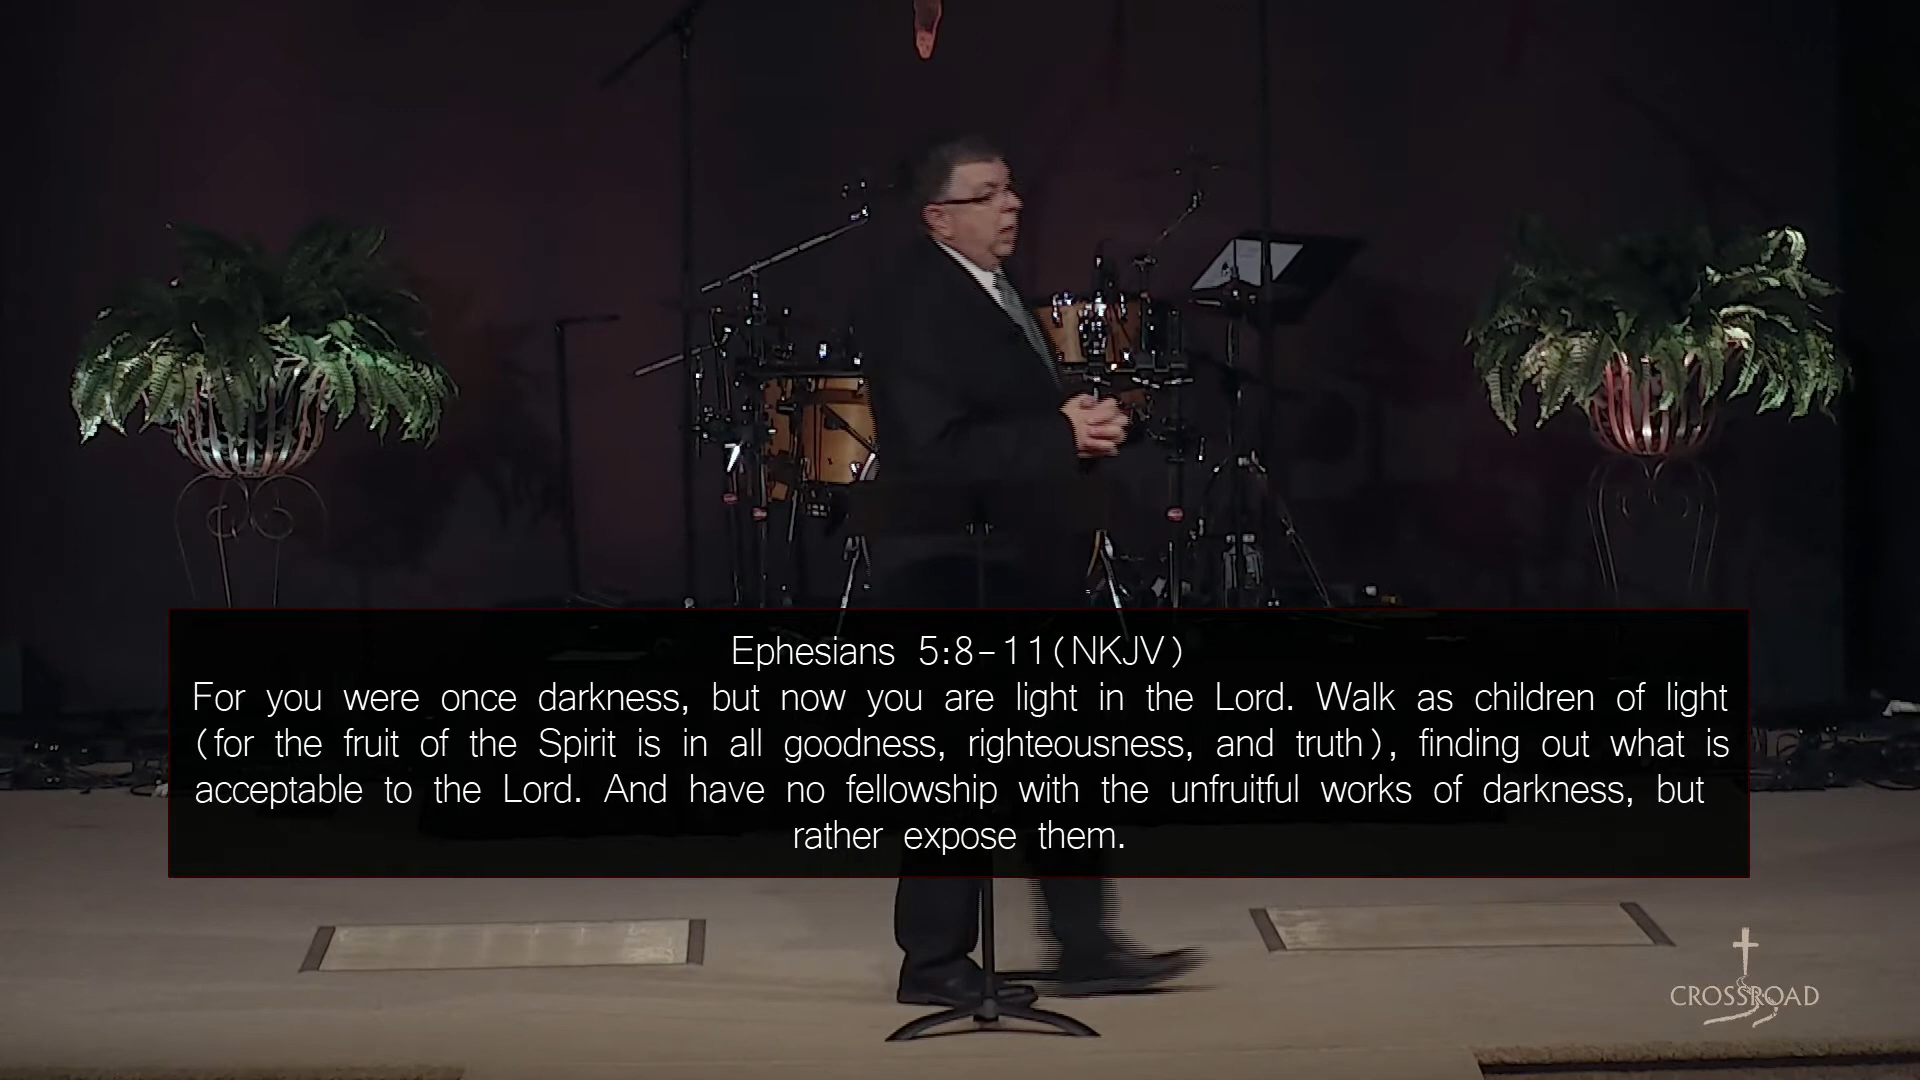 Ephesians 5:8-11(NKJV)
For you were once darkness, but now you are light in the Lord. Walk as children of light
(for the fruit of the Spirit is in all goodness, righteousness, and truth), finding out what is
acceptable to the Lord. And have no fellowship with the unfruitful works of darkness, but
rather expose them.
CROSSROAD